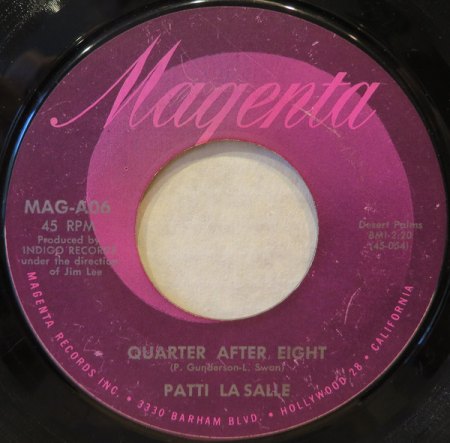 Magenta
MAG-A06
45 RPM
Produced by
INDIGO RECORDS
under the direction
of Jim Lee
Desert Palms
BMI-2:20
(45-054)
QUARTER AFTER EIGHT
(P. Gunderson-L. Swan)
PATTI LA SALLE
MAGENTA RECORDS INC. • 3330 BARHAM BLVD. • HOLLYWOOD 28 • CALIFORNIA